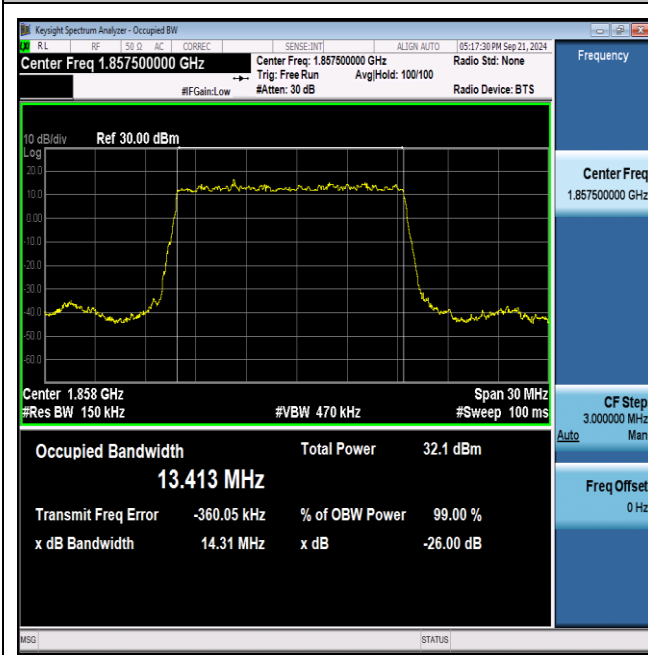 Keysight Spectrum Analyzer - Occupied BW
RL RF 50 Ω AC CORREC SENSE:INT ALIGN AUTO 05:17:30 PM Sep 21, 2024
Center Freq 1.857500000 GHz
Center Freq: 1.857500000 GHz
Radio Std: None
Trig: Free Run Avg|Hold: 100/100
#IFGain:Low #Atten: 30 dB Radio Device: BTS
Frequency
10 dB/div Ref 30.00 dBm
Log
20.0
10.0
0.00
-10.0
-20.0
-30.0
-40.0
-50.0
-60.0
Center Freq
1.857500000 GHz
Center 1.858 GHz Span 30 MHz
#Res BW 150 kHz #VBW 470 kHz #Sweep 100 ms
CF Step
3.000000 MHz
Auto Man
Occupied Bandwidth Total Power 32.1 dBm
13.413 MHz
Transmit Freq Error -360.05 kHz % of OBW Power 99.00 %
x dB Bandwidth 14.31 MHz x dB -26.00 dB
Freq Offset
0 Hz
MSG STATUS